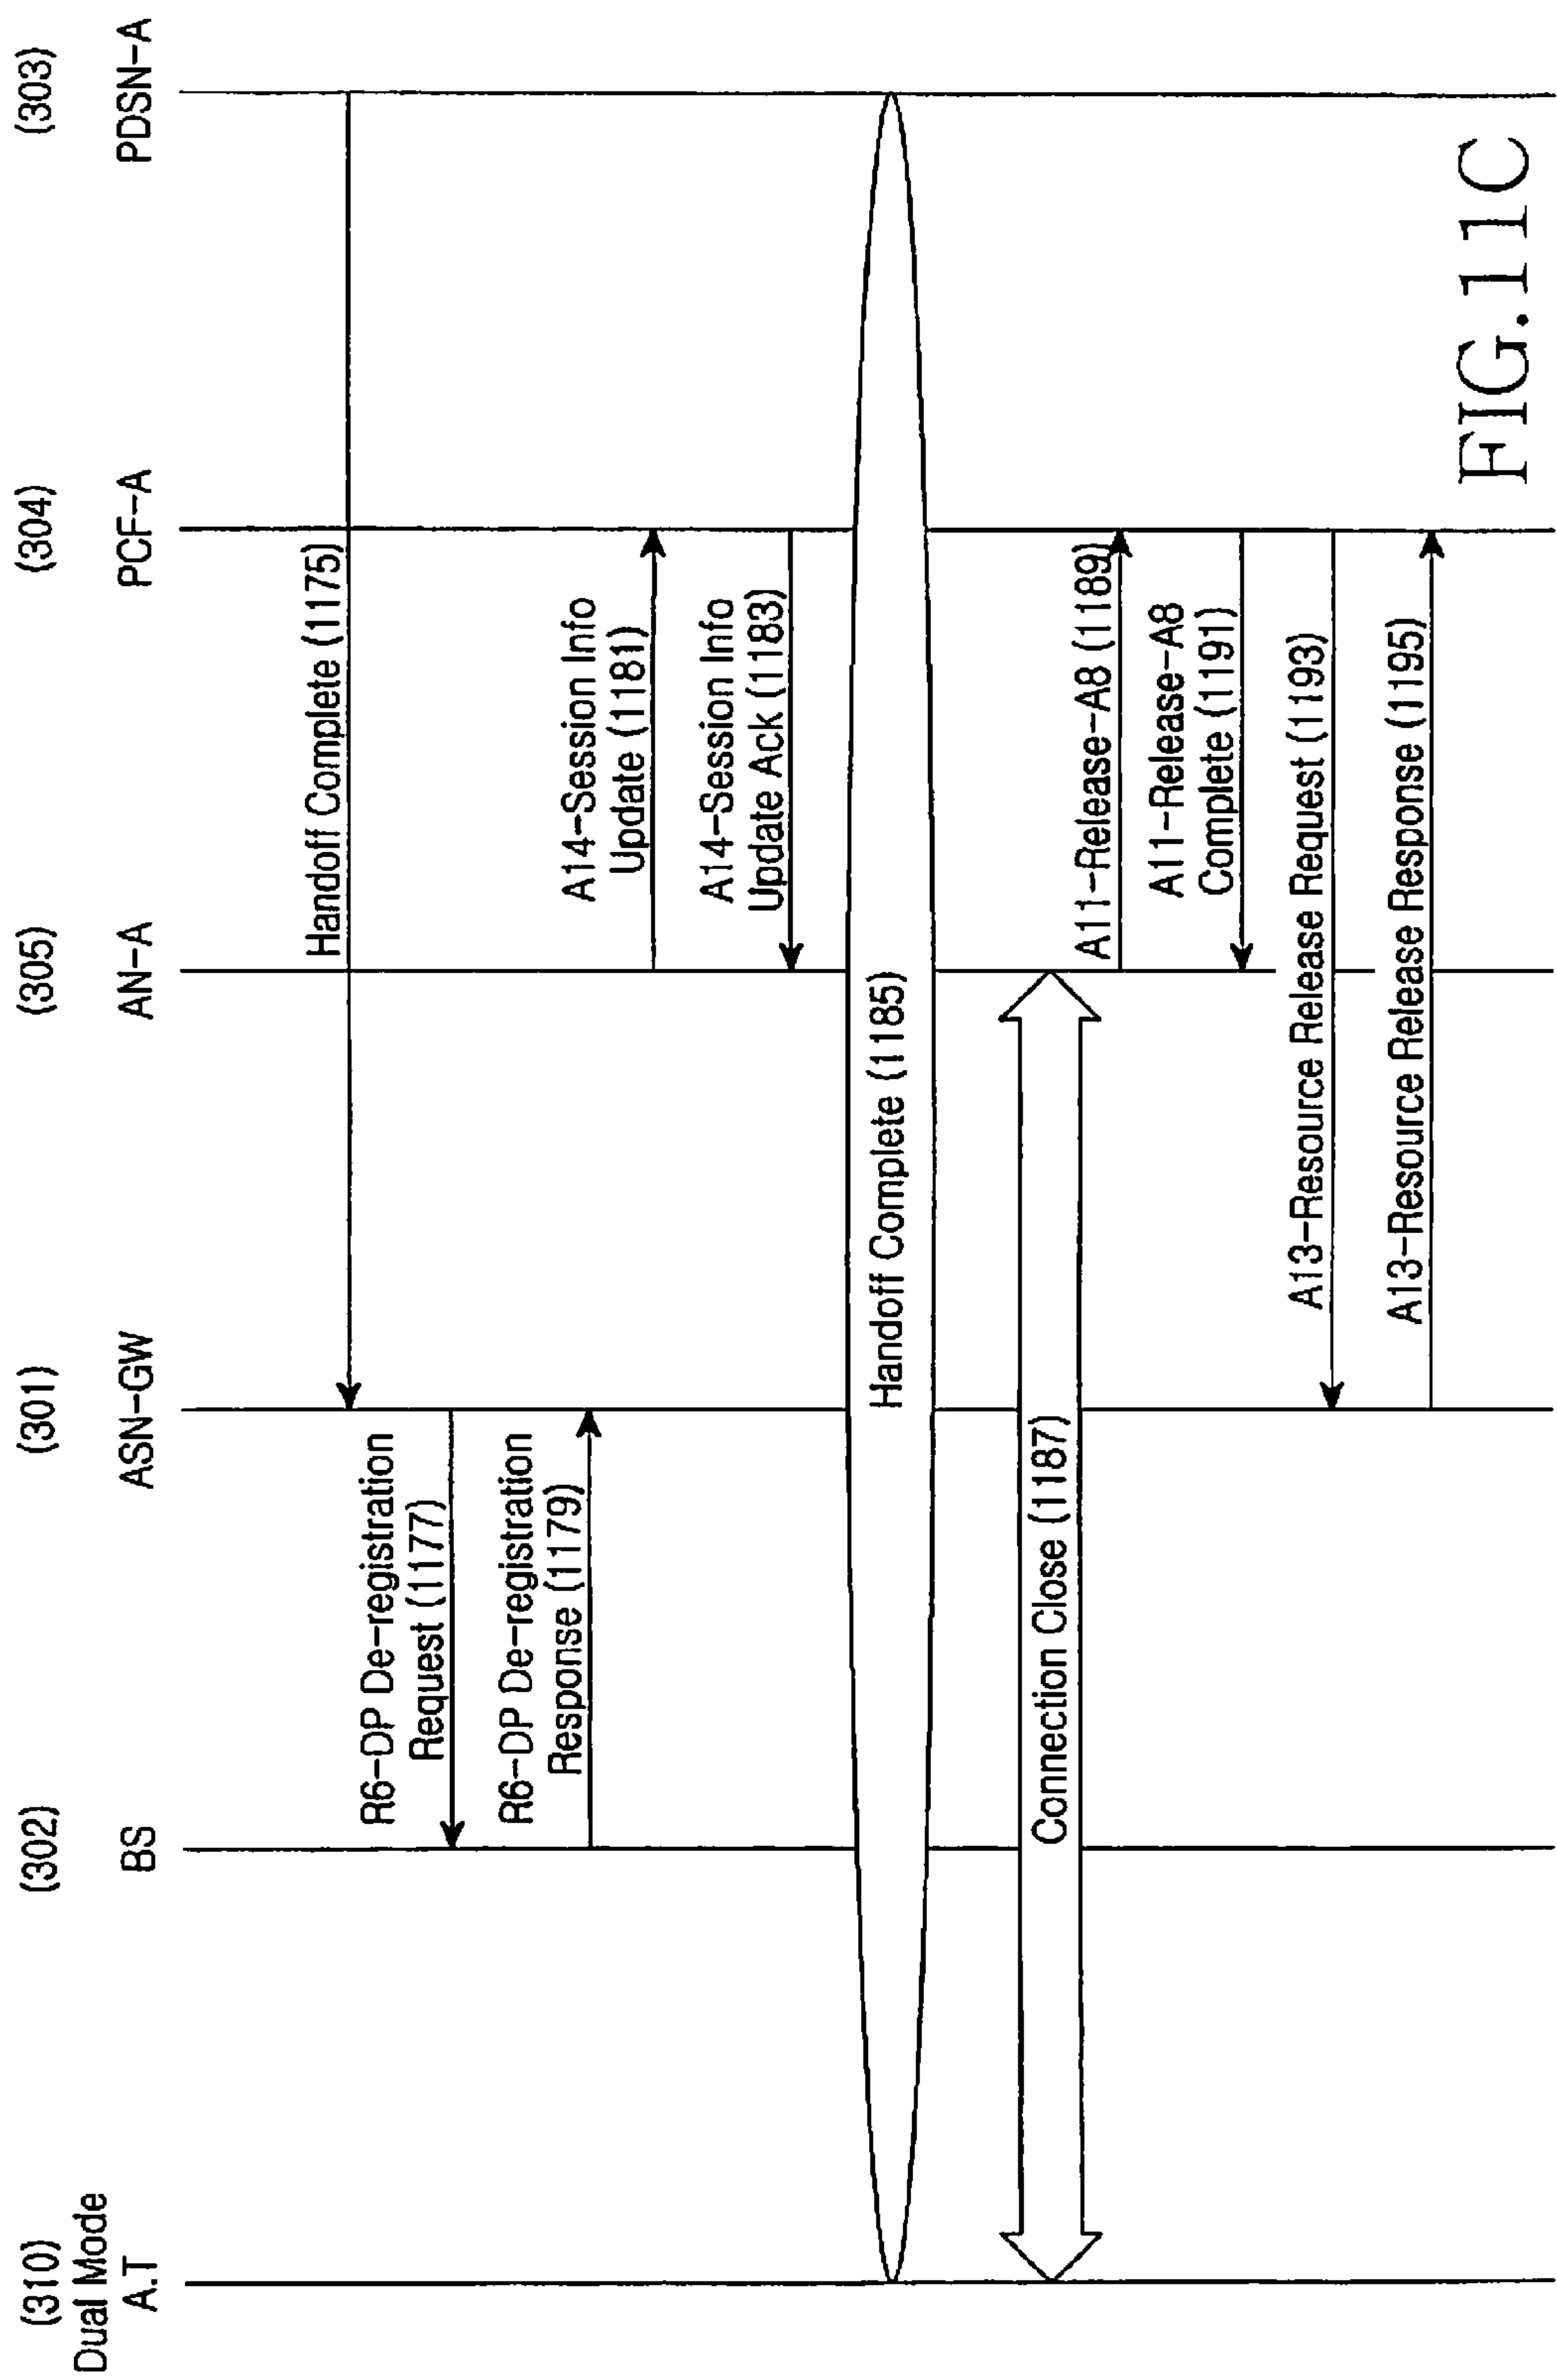 (310)
Dual Mode
A.T
(302)
BS
(301)
ASN-GW
(305)
AN-A
(304)
PCF-A
(303)
PDSN-A
Handoff Complete (1175)
R6-DP De-registration
Request (1177)
R6-DP De-registration
Response (1179)
A14-Session Info
Update (1181)
A14-Session Info
Update Ack (1183)
Handoff Complete (1185)
Connection Close (1187)
A11-Release-A8 (1189)
A11-Release-A8
Complete (1191)
A13-Resource Release Request (1193)
A13-Resource Release Response (1195)
FIG.11C